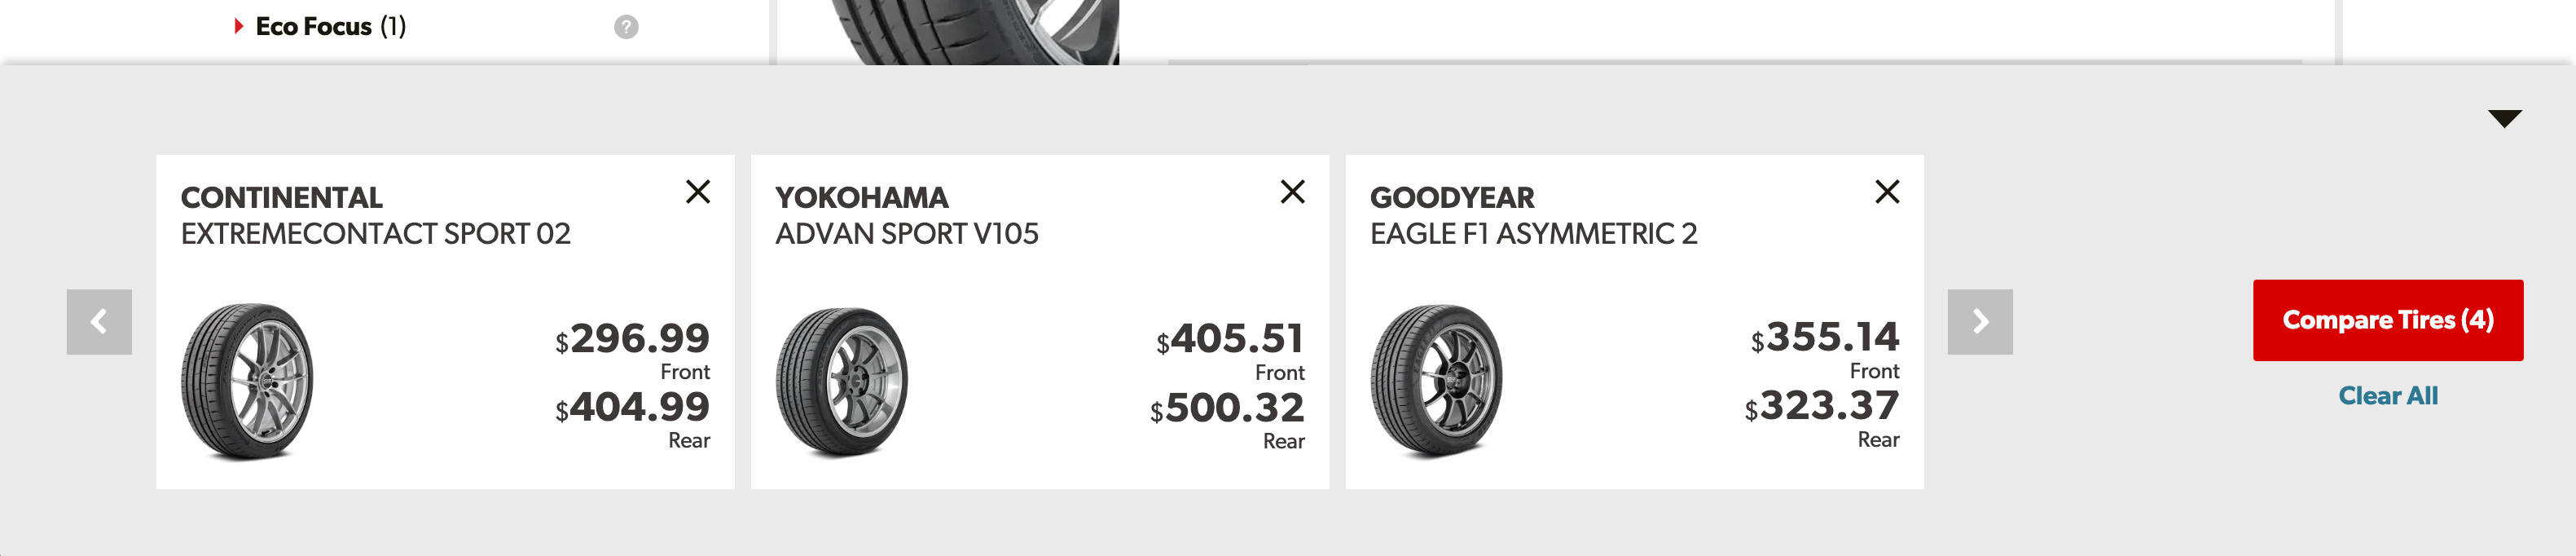 Eco Focus (1)
?
CONTINENTAL
EXTREMECONTACT SPORT 02
$296.99
Front
$404.99
Rear
YOKOHAMA
ADVAN SPORT V105
$405.51
Front
$500.32
Rear
GOODYEAR
EAGLE F1 ASYMMETRIC 2
$355.14
Front
$323.37
Rear
Compare Tires (4)
Clear All